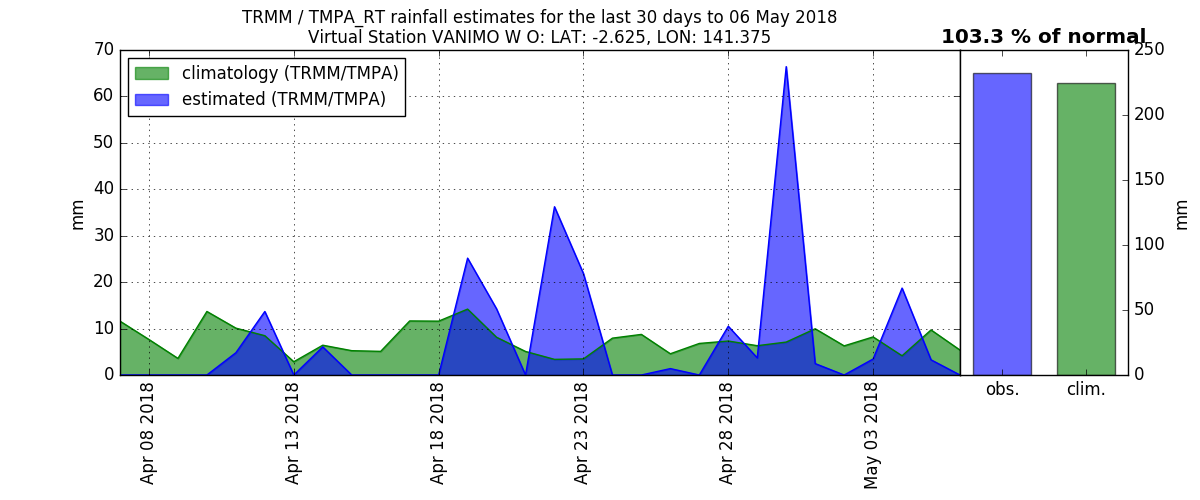 TRMM / TMPA_RT rainfall estimates for the last 30 days to 06 May 2018
Virtual Station VANIMO W O: LAT: -2.625, LON: 141.375
103.3 % of normal
climatology (TRMM/TMPA)
estimated (TRMM/TMPA)
70
60
50
40
30
20
10
0
mm
Apr 08 2018
Apr 13 2018
Apr 18 2018
Apr 23 2018
Apr 28 2018
May 03 2018
250
200
150
100
50
0
mm
obs.
clim.